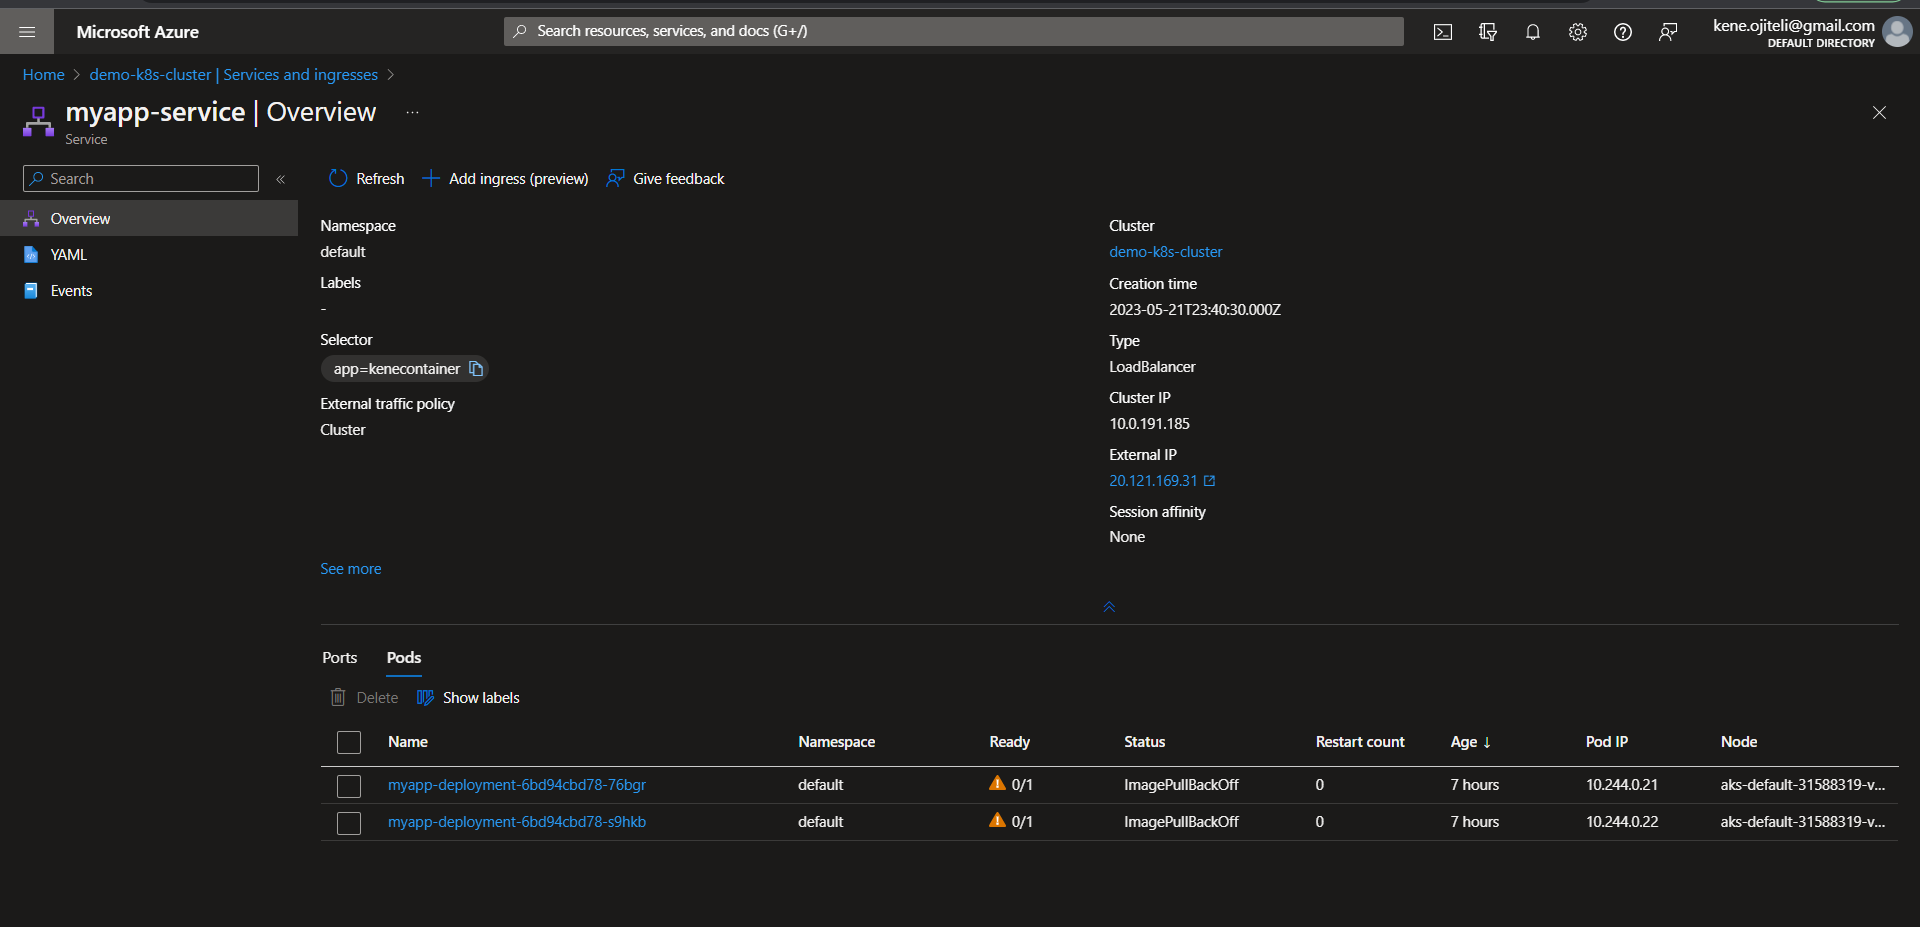 Microsoft Azure
Search resources, services, and docs (G+/)
kene.ojiteli@gmail.com
DEFAULT DIRECTORY
Home > demo-k8s-cluster | Services and ingresses >
myapp-service | Overview ...
Service
Search «
Refresh Add ingress (preview) Give feedback
Overview
YAML
Events
Namespace
default
Labels
-
Selector
app=kenecontainer
External traffic policy
Cluster
See more
Cluster
demo-k8s-cluster
Creation time
2023-05-21T23:40:30.000Z
Type
LoadBalancer
Cluster IP
10.0.191.185
External IP
20.121.169.31
Session affinity
None
Ports Pods
Delete Show labels
Name Namespace Ready Status Restart count Age ↓ Pod IP Node
myapp-deployment-6bd94cbd78-76bgr default 0/1 ImagePullBackOff 0 7 hours 10.244.0.21 aks-default-31588319-v...
myapp-deployment-6bd94cbd78-s9hkb default 0/1 ImagePullBackOff 0 7 hours 10.244.0.22 aks-default-31588319-v...